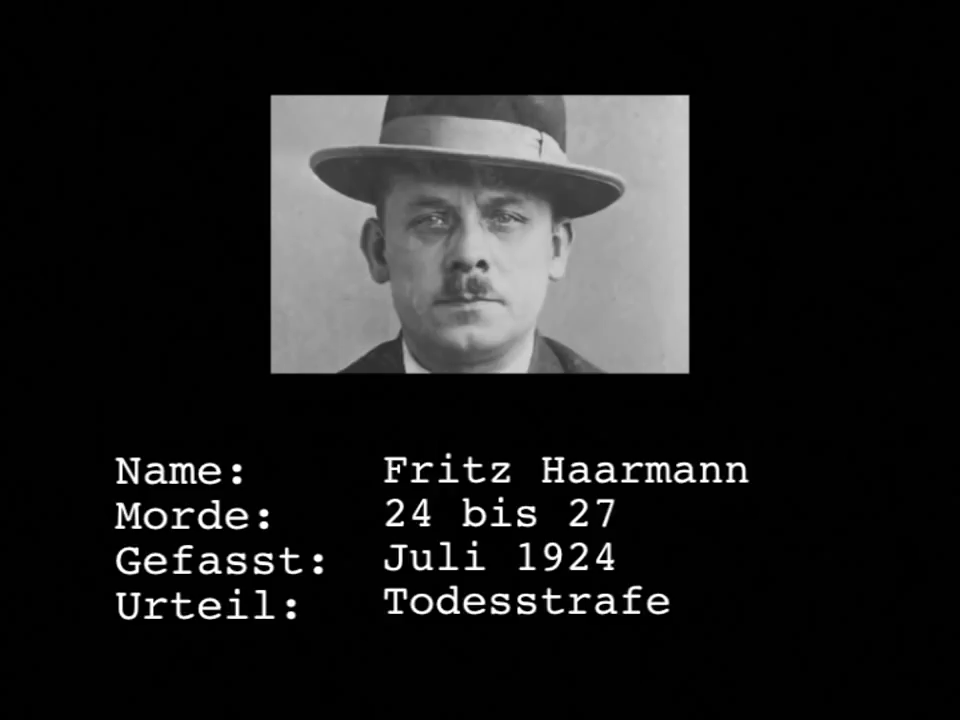 Name: Fritz Haarmann
Morde: 24 bis 27
Gefasst: Juli 1924
Urteil: Todesstrafe